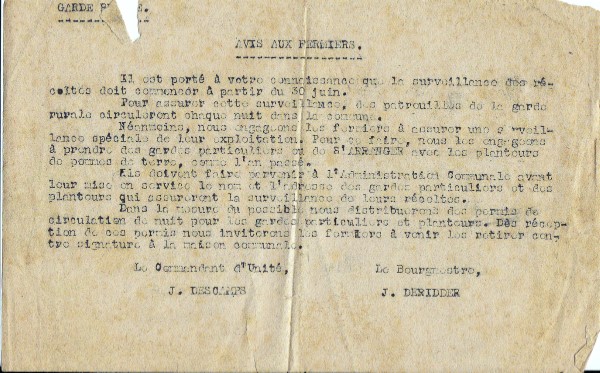 GARDE R E.
AVIS AUX FERMIERS.
Il est porté à votre connaissance que la surveillance des ré-
coltes doit commencer à partir du 30 juin.
Pour assurer cette surveillance, des patrouilles de la garde
rurale circuleront chaque nuit dans la commune.
Néanmoins, nous engageons les fermiers à assurer une surveil-
lance spéciale de leur exploitation. Pour ce faire, nous les engageons
à prendre des gardes particuliers ou de S'ARRANGER avec les planteurs
de pommes de terre, comme l'an passé.
Ils doivent faire parvenir à l'Administration Communale avant
leur mise en service le nom et l'adresse des gardes particuliers et des
planteurs qui assureront la surveillance de leurs récoltes.
Dans la mesure du possible nous distribuerons des permis de
circulation de nuit pour les gardes particuliers et planteurs. Dès récep-
tion de ces permis nous inviterons les fermiers à venir les retirer con-
tre signature à la maison communale.
Le Commandant d'Unité, Le Bourgmestre,
J. DESCAMPS J. DERIDDER